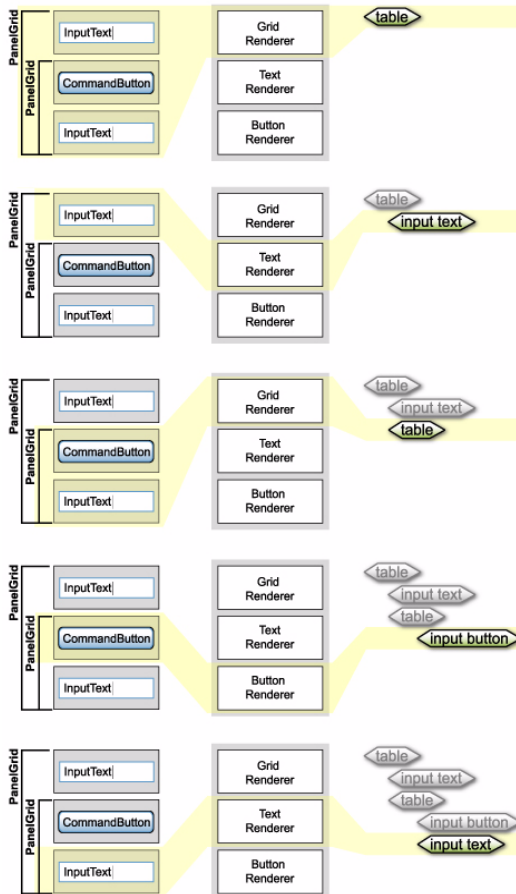 PanelGrid
PanelGrid
InputText
CommandButton
InputText
Grid
Renderer
Text
Renderer
Button
Renderer
table
PanelGrid
PanelGrid
InputText
CommandButton
InputText
Grid
Renderer
Text
Renderer
Button
Renderer
table
input text
PanelGrid
PanelGrid
InputText
CommandButton
InputText
Grid
Renderer
Text
Renderer
Button
Renderer
table
input text
table
PanelGrid
PanelGrid
InputText
CommandButton
InputText
Grid
Renderer
Text
Renderer
Button
Renderer
table
input text
table
input button
PanelGrid
PanelGrid
InputText
CommandButton
InputText
Grid
Renderer
Text
Renderer
Button
Renderer
table
input text
table
input button
input text